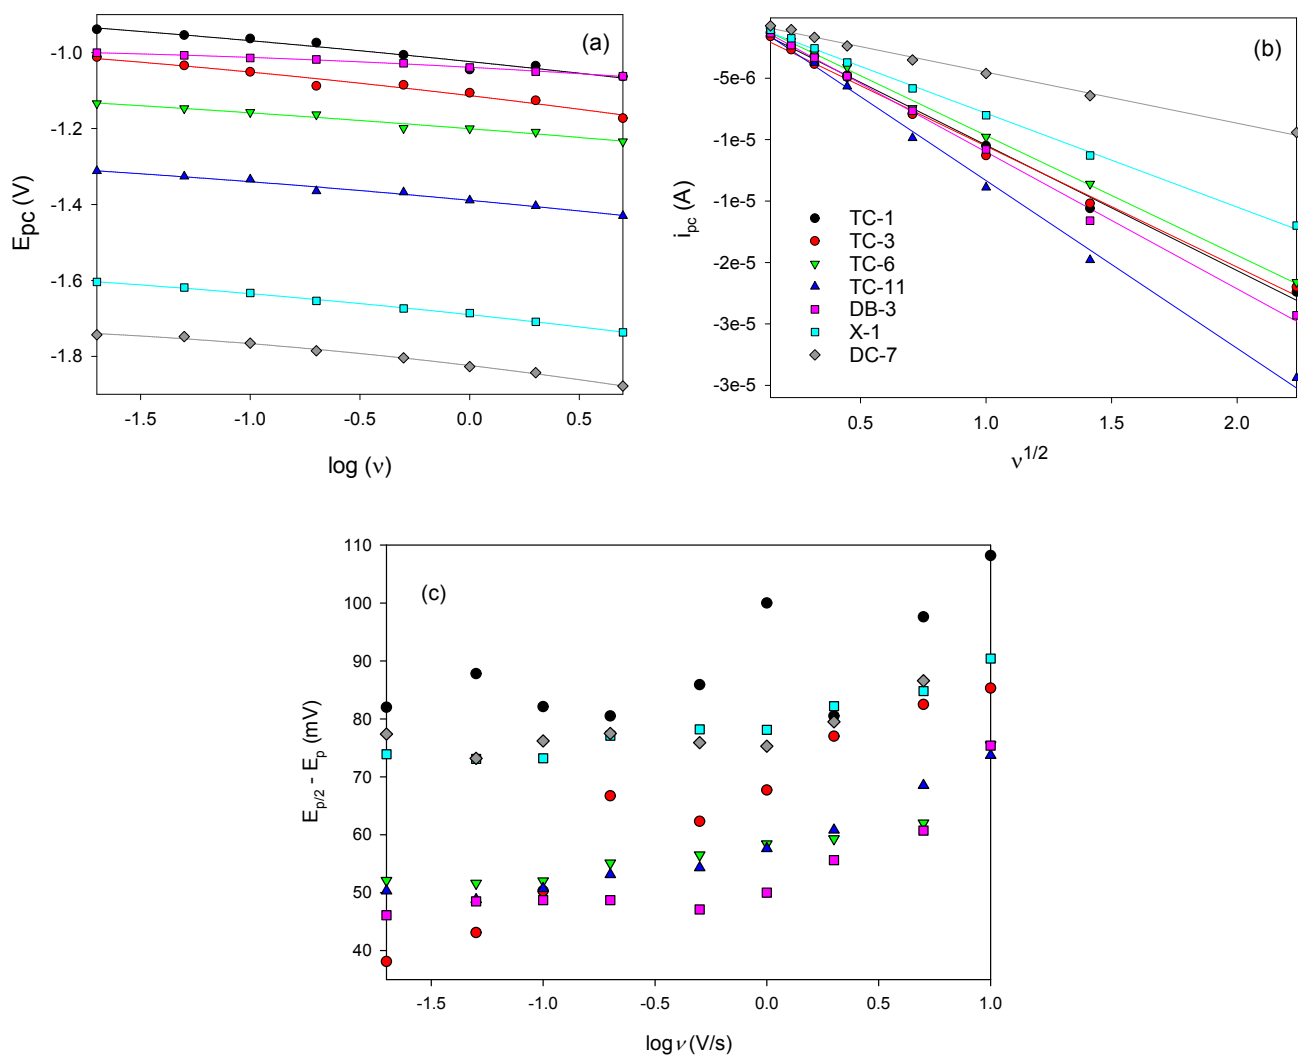 (a)
-1.0
-1.2
-1.4
-1.6
-1.8
Epc (V)
-1.5
-1.0
-0.5
0.0
0.5
log (ν)
(b)
-5e-6
-1e-5
-1e-5
-2e-5
-3e-5
-3e-5
ipc (A)
TC-1
TC-3
TC-6
TC-11
DB-3
X-1
DC-7
0.5
1.0
1.5
2.0
ν1/2
(c)
110
100
90
80
70
60
50
40
Ep/2 - Ep (mV)
-1.5
-1.0
-0.5
0.0
0.5
1.0
log ν (V/s)